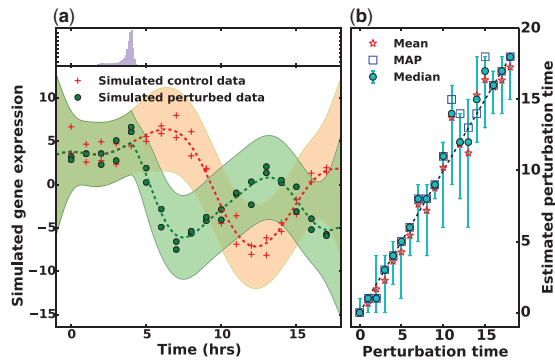 (a)
(b)
Simulated control data
Simulated perturbed data
Simulated gene expression
10
5
0
−5
−10
−15
0
5
10
15
Time (hrs)
Mean
MAP
Median
20
15
10
5
0
Estimated perturbation time
0
5
10
15
Perturbation time